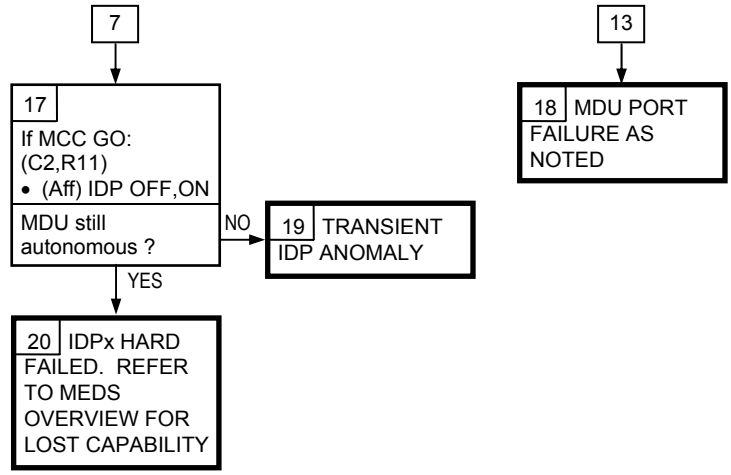 7
17
If MCC GO:
(C2,R11)
• (Aff) IDP OFF,ON
MDU still
autonomous ?
NO
YES
19 TRANSIENT
IDP ANOMALY
20 IDPx HARD
FAILED. REFER
TO MEDS
OVERVIEW FOR
LOST CAPABILITY
13
18 MDU PORT
FAILURE AS
NOTED